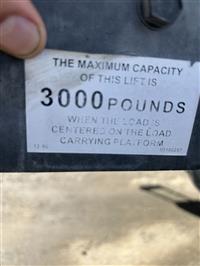 THE MAXIMUM CAPACITY
OF THIS LIFT IS
3000 POUNDS
WHEN THE LOAD IS
CENTERED ON THE LOAD
CARRYING PLATFORM